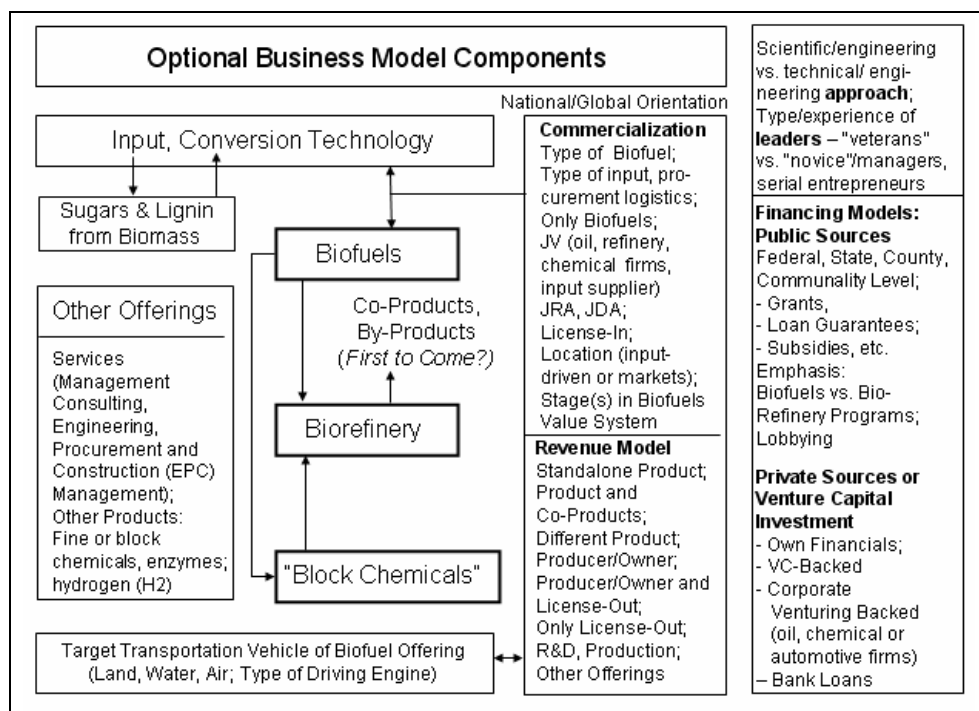 Optional Business Model Components
National/Global Orientation
Input, Conversion Technology
Sugars & Lignin
from Biomass
Biofuels
Co-Products,
By-Products
(First to Come?)
Biorefinery
"Block Chemicals"
Other Offerings
Services
(Management
Consulting,
Engineering,
Procurement and
Construction (EPC)
Management);
Other Products:
Fine or block
chemicals, enzymes;
hydrogen (H2)
Target Transportation Vehicle of Biofuel Offering
(Land, Water, Air; Type of Driving Engine)
Commercialization
Type of Biofuel;
Type of input, pro-
curement logistics;
Only Biofuels;
JV (oil, refinery,
chemical firms,
input supplier)
JRA, JDA;
License-In;
Location (input-
driven or markets);
Stage(s) in Biofuels
Value System
Revenue Model
Standalone Product;
Product and
Co-Products;
Different Product;
Producer/Owner;
Producer/Owner and
License-Out;
Only License-Out;
R&D, Production;
Other Offerings
Scientific/engineering
vs. technical/ engi-
neering approach;
Type/experience of
leaders – "veterans"
vs. "novice"/managers,
serial entrepreneurs
Financing Models:
Public Sources
Federal, State, County,
Communality Level;
- Grants,
- Loan Guarantees;
- Subsidies, etc.
Emphasis:
Biofuels vs. Bio-
Refinery Programs;
Lobbying
Private Sources or
Venture Capital
Investment
- Own Financials;
- VC-Backed
- Corporate
Venturing Backed
(oil, chemical or
automotive firms)
– Bank Loans